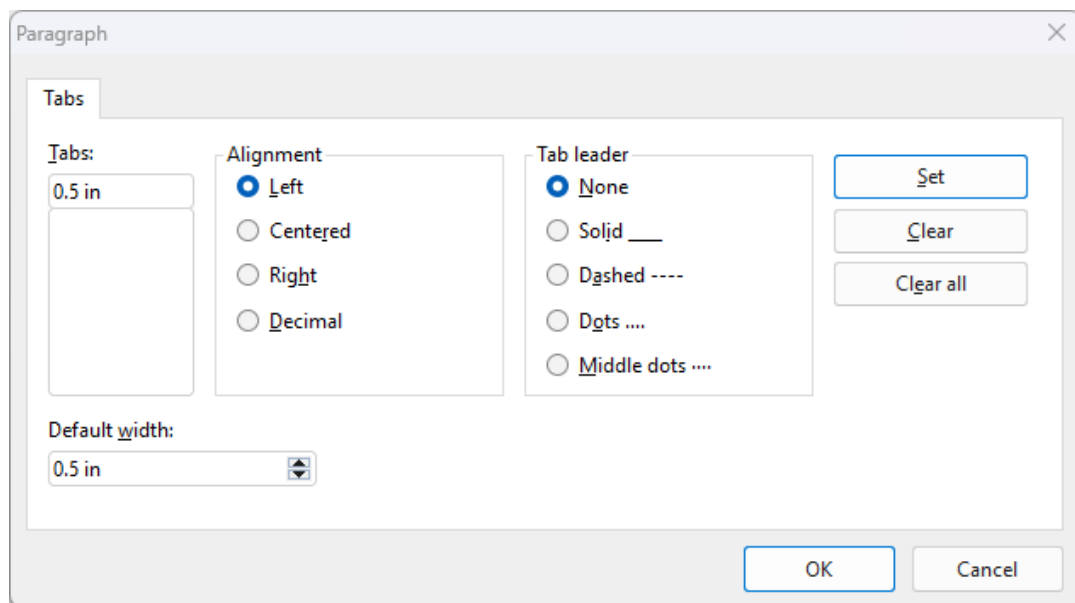 Paragraph
Tabs
Tabs:
0.5 in
Alignment
Left
Centered
Right
Decimal
Tab leader
None
Solid ___
Dashed ----
Dots ....
Middle dots ····
Set
Clear
Clear all
Default width:
0.5 in
OK
Cancel